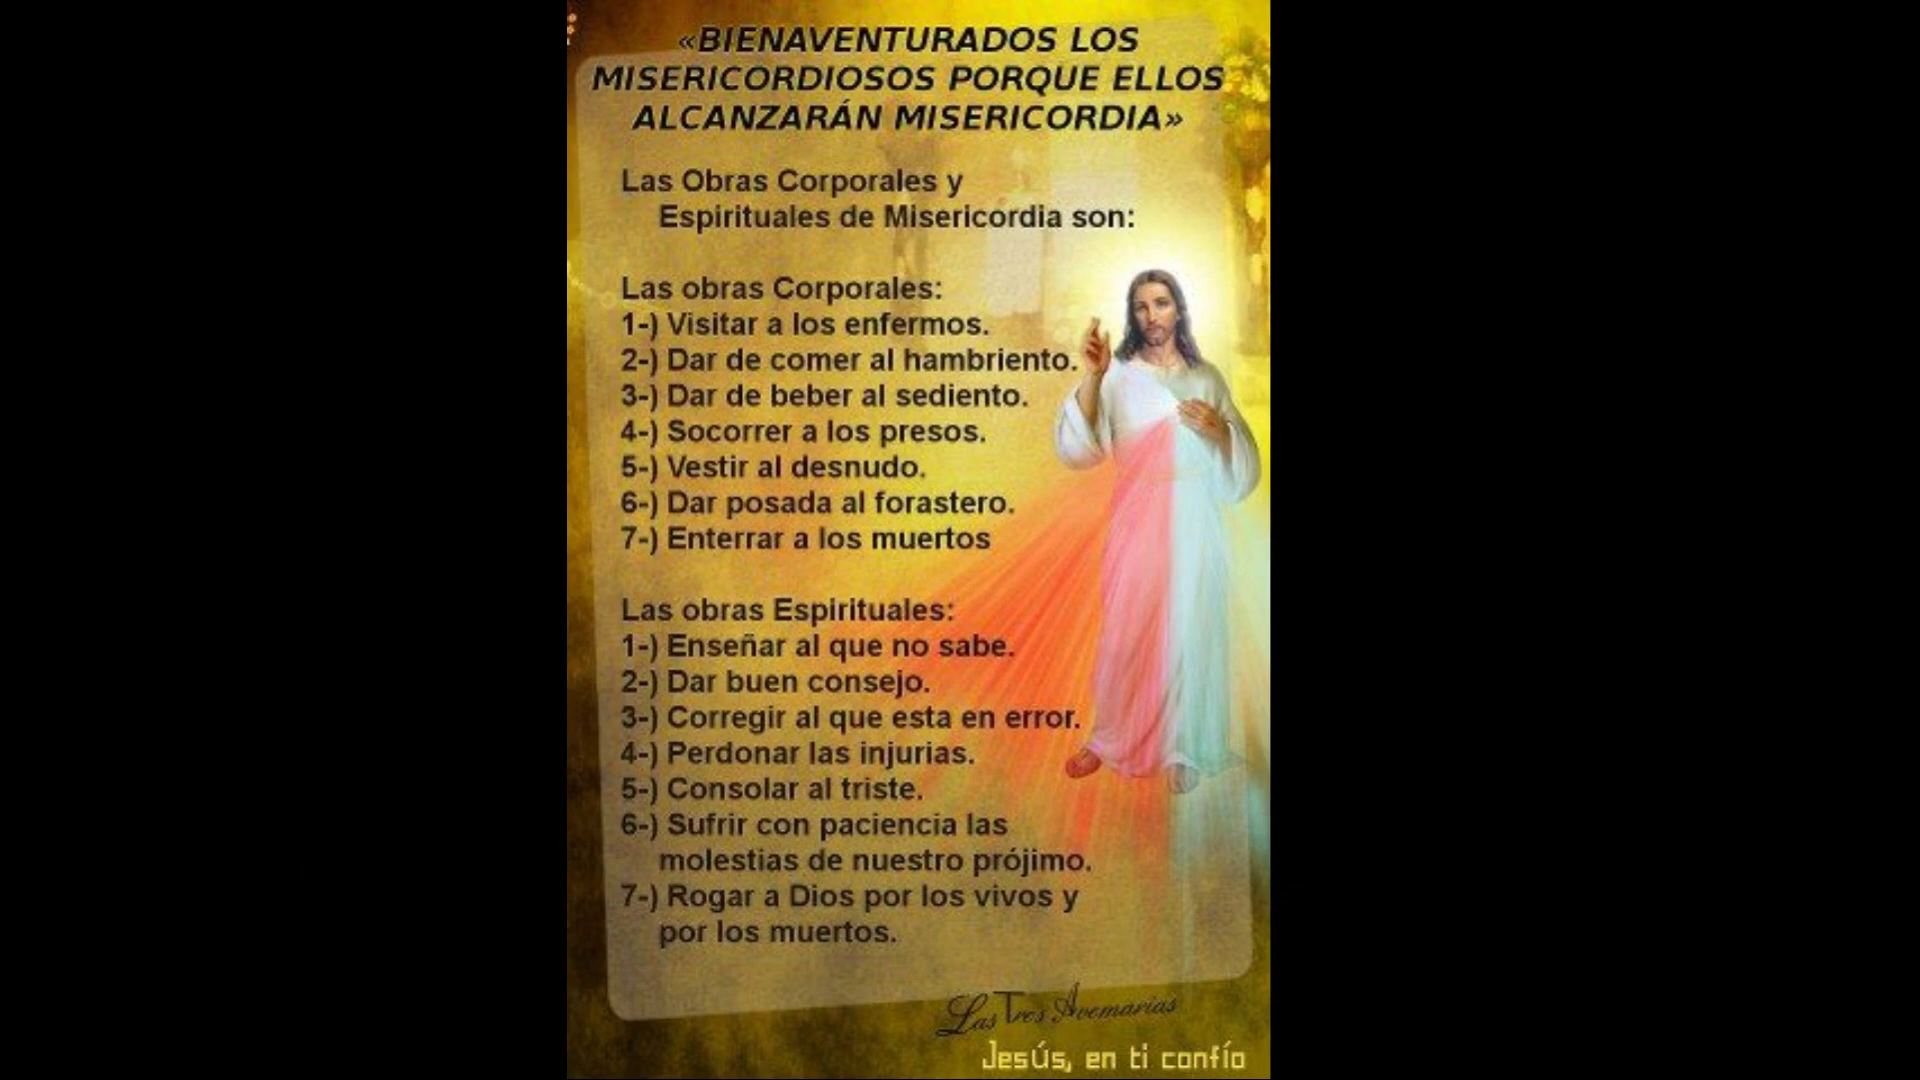 «BIENAVENTURADOS LOS
MISERICORDIOSOS PORQUE ELLOS
ALCANZARÁN MISERICORDIA»
Las Obras Corporales y
Espirituales de Misericordia son:
Las obras Corporales:
1-) Visitar a los enfermos.
2-) Dar de comer al hambriento.
3-) Dar de beber al sediento.
4-) Socorrer a los presos.
5-) Vestir al desnudo.
6-) Dar posada al forastero.
7-) Enterrar a los muertos
Las obras Espirituales:
1-) Enseñar al que no sabe.
2-) Dar buen consejo.
3-) Corregir al que esta en error.
4-) Perdonar las injurias.
5-) Consolar al triste.
6-) Sufrir con paciencia las
molestias de nuestro prójimo.
7-) Rogar a Dios por los vivos y
por los muertos.
Las Tres Avemarias
Jesús, en ti confío